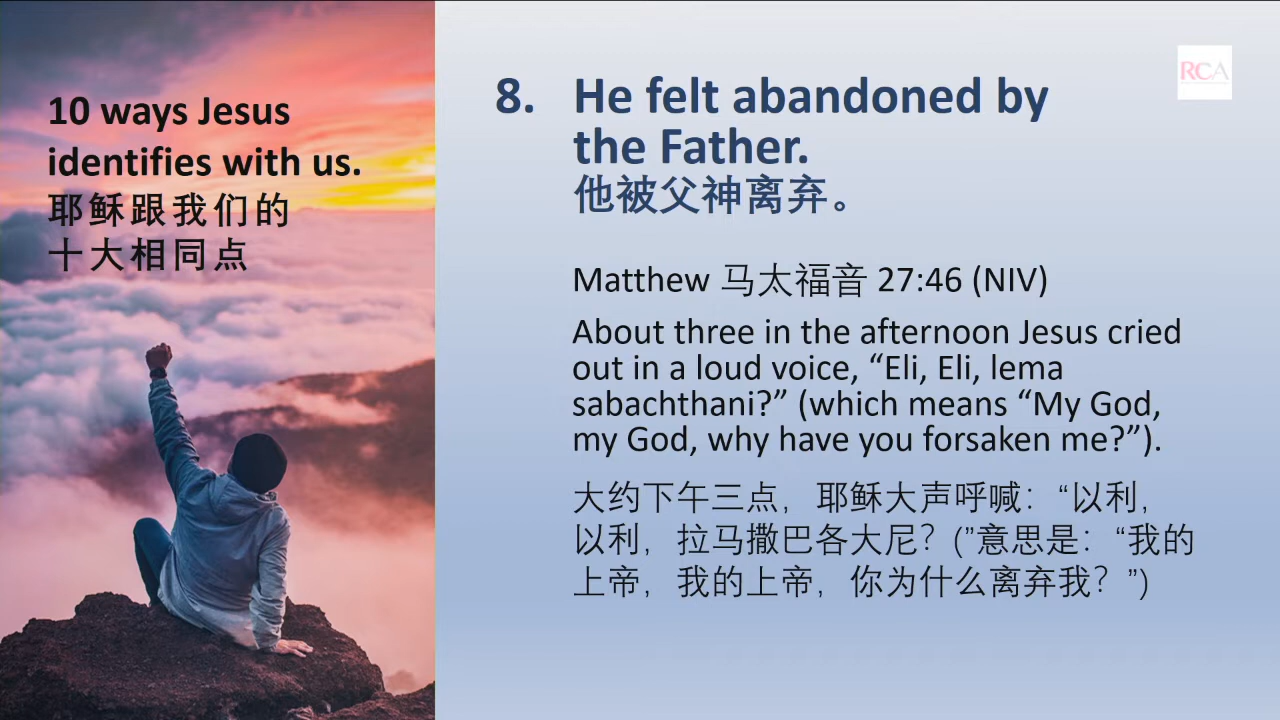 10 ways Jesus
identifies with us.
耶稣跟我们的
十大相同点
RCA
8. He felt abandoned by
the Father.
他被父神离弃。
Matthew 马太福音 27:46 (NIV)
About three in the afternoon Jesus cried
out in a loud voice, “Eli, Eli, lema
sabachthani?” (which means “My God,
my God, why have you forsaken me?”).
大约下午三点，耶稣大声呼喊：“以利，
以利，拉马撒巴各大尼？(”意思是：“我的
上帝，我的上帝，你为什么离弃我？”)